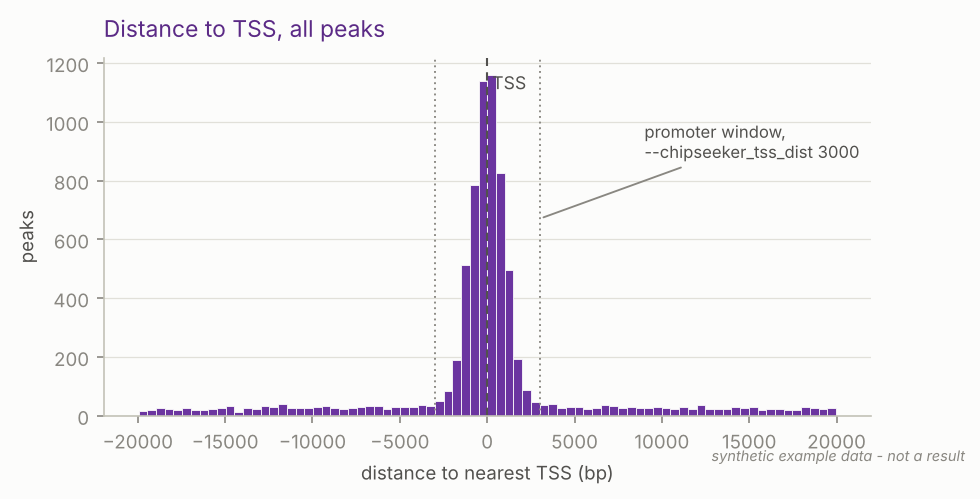 Distance to TSS, all peaks
1200
1000
800
600
400
200
0
peaks
TSS
promoter window,
--chipseeker_tss_dist 3000
−20000 −15000 −10000 −5000 0 5000 10000 15000 20000
synthetic example data - not a result
distance to nearest TSS (bp)